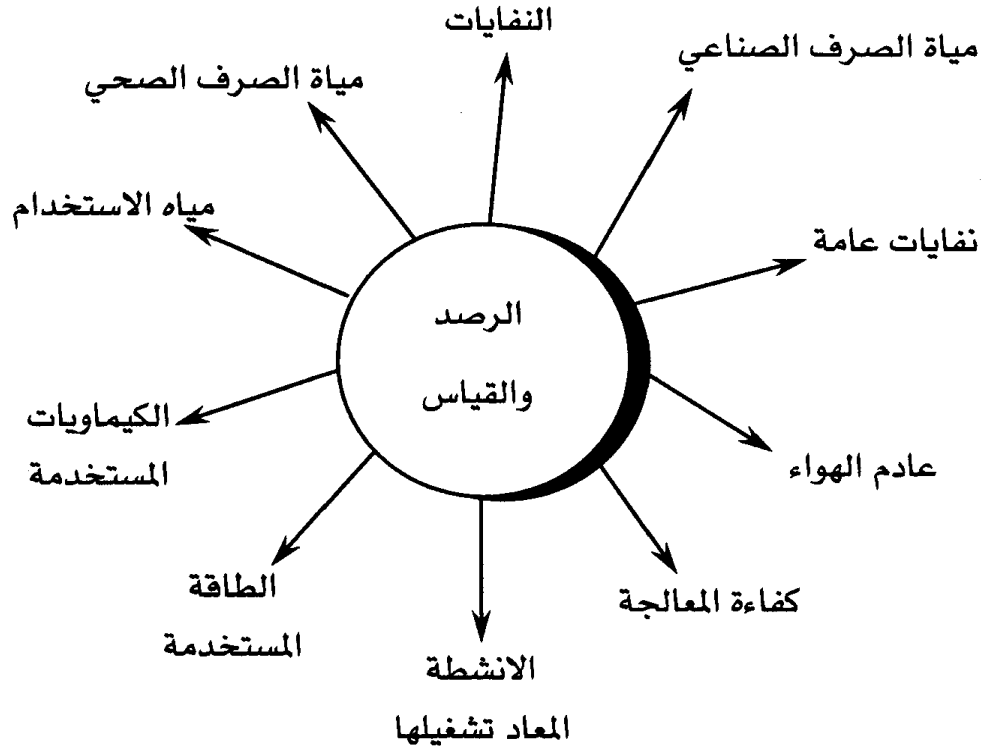 النفايات
مياة الصرف الصناعي
مياة الصرف الصحي
مياه الاستخدام
نفايات عامة
الرصد
والقياس
الكيماويات
المستخدمة
عادم الهواء
الطاقة
المستخدمة
كفاءة المعالجة
الانشطة
المعاد تشغيلها